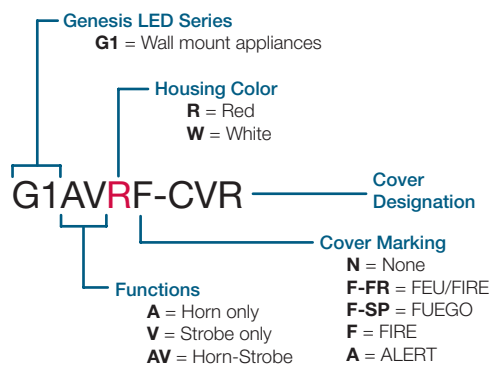 Genesis LED Series
G1 = Wall mount appliances
Housing Color
R = Red
W = White
G1AVRF-CVR
Cover
Designation
Cover Marking
N = None
F-FR = FEU/FIRE
F-SP = FUEGO
F = FIRE
A = ALERT
Functions
A = Horn only
V = Strobe only
AV = Horn-Strobe